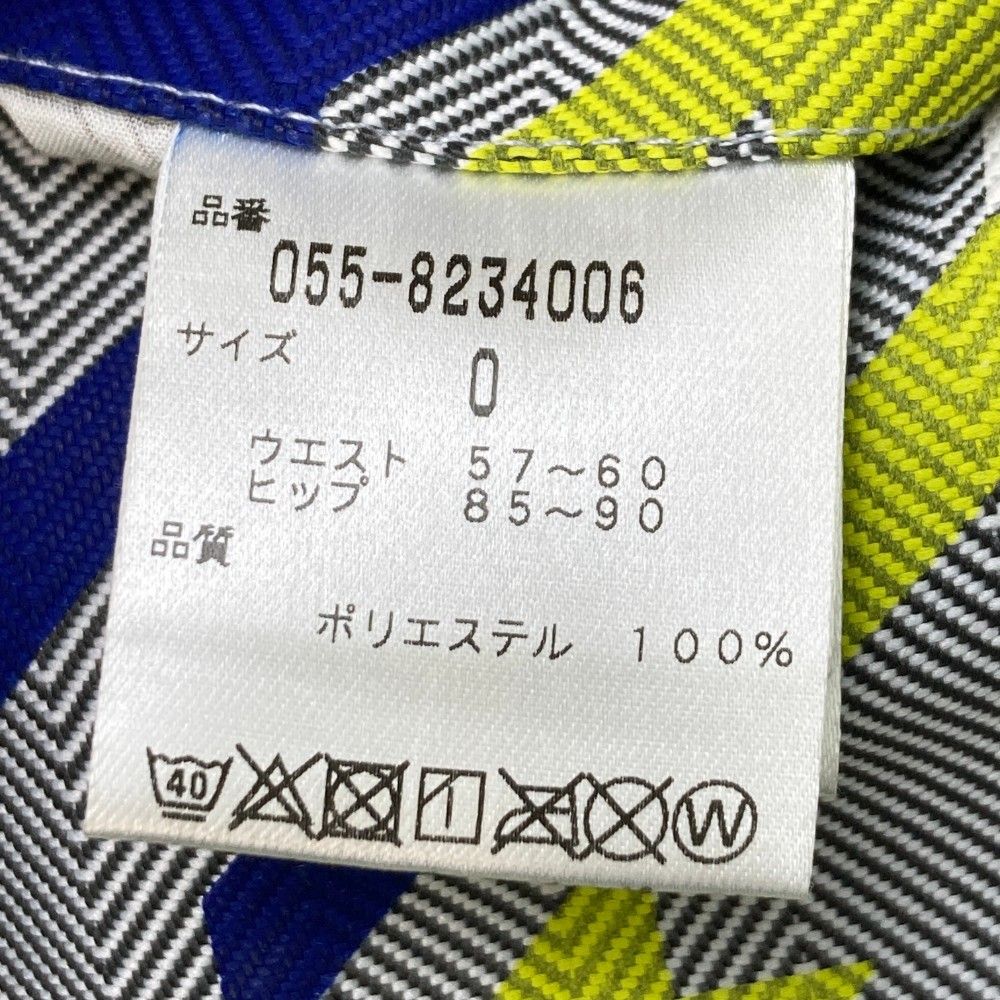 品番
055-8234006
サイズ
0
ウエスト 57～60
ヒップ 85～90
品質
ポリエステル 100%
40
W